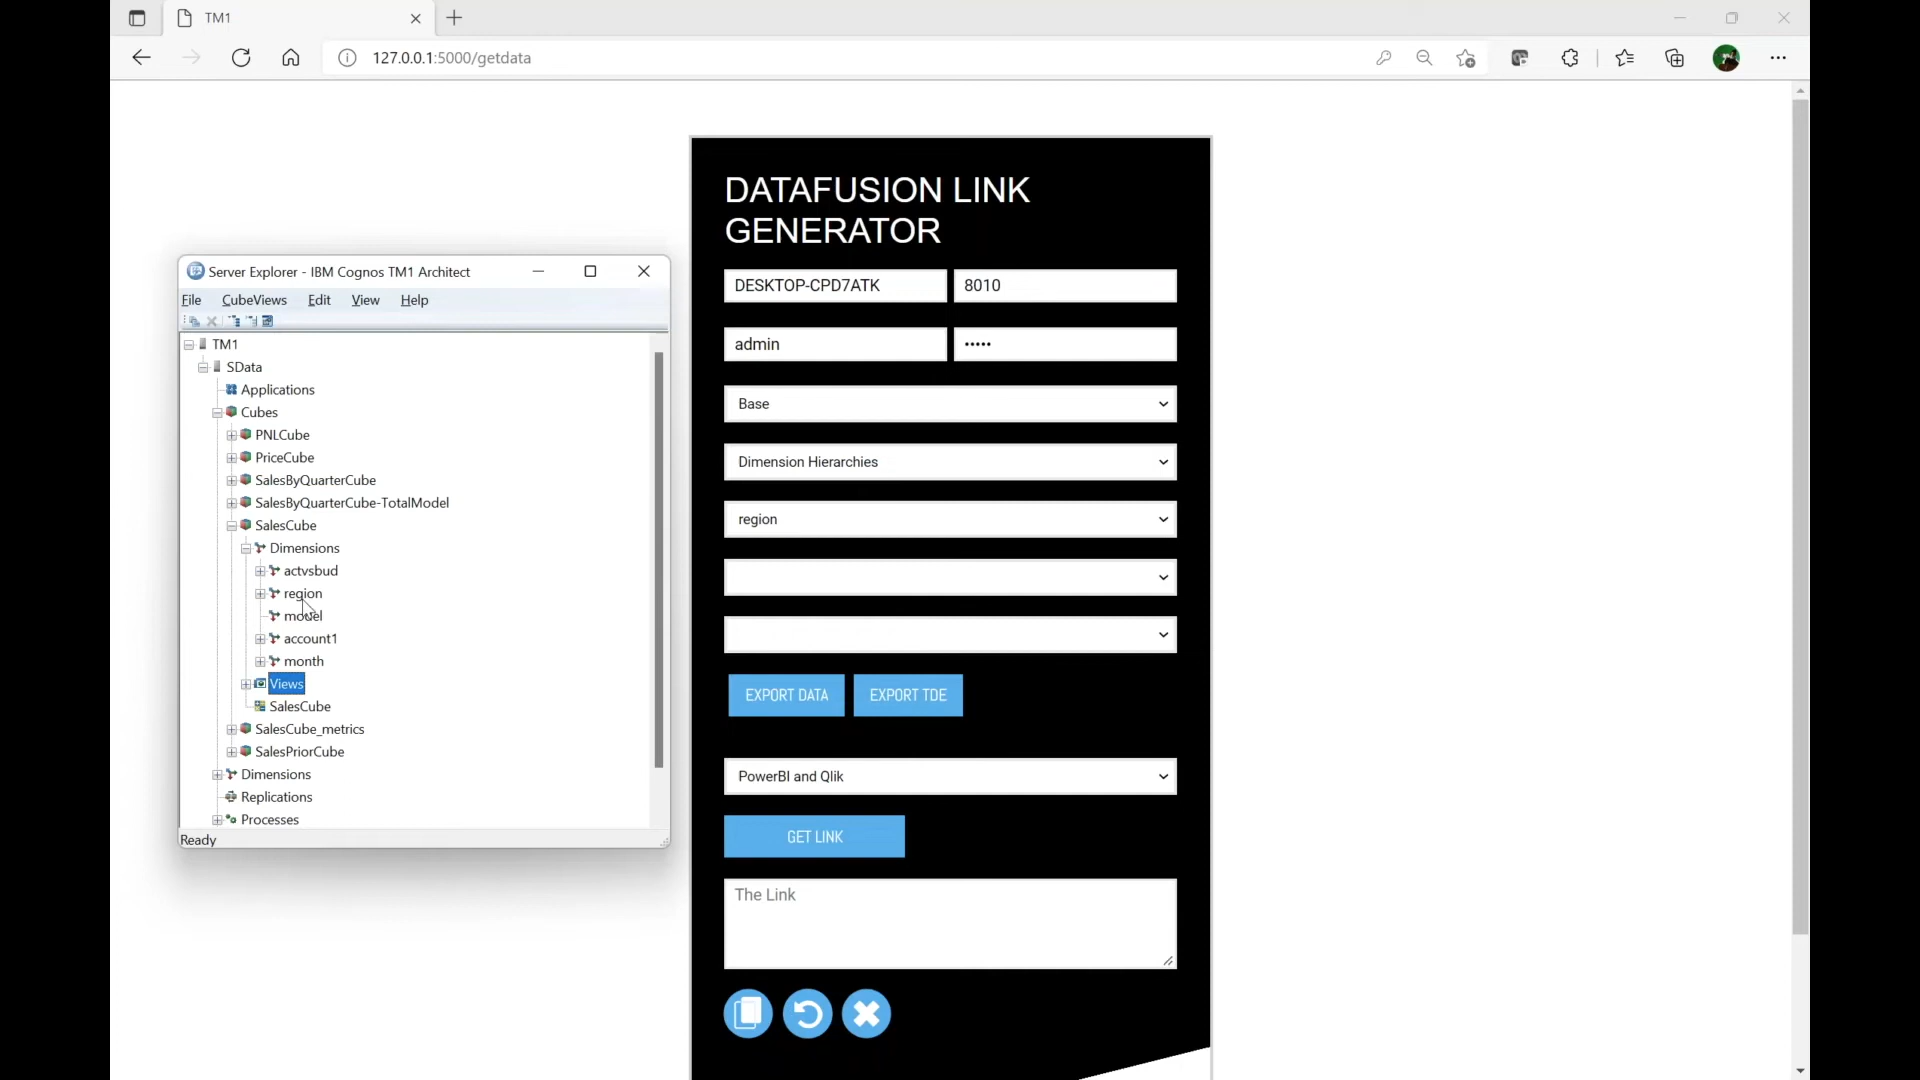 TM1
127.0.0.1:5000/getdata
DATAFUSION LINK
GENERATOR
DESKTOP-CPD7ATK
8010
admin
•••••
Base
Dimension Hierarchies
region
EXPORT DATA
EXPORT TDE
PowerBI and Qlik
GET LINK
The Link
Server Explorer - IBM Cognos TM1 Architect
File CubeViews Edit View Help
TM1
SData
Applications
Cubes
PNLCube
PriceCube
SalesByQuarterCube
SalesByQuarterCube-TotalModel
SalesCube
Dimensions
actvsbud
region
model
account1
month
Views
SalesCube
SalesCube_metrics
SalesPriorCube
Dimensions
Replications
Processes
Ready